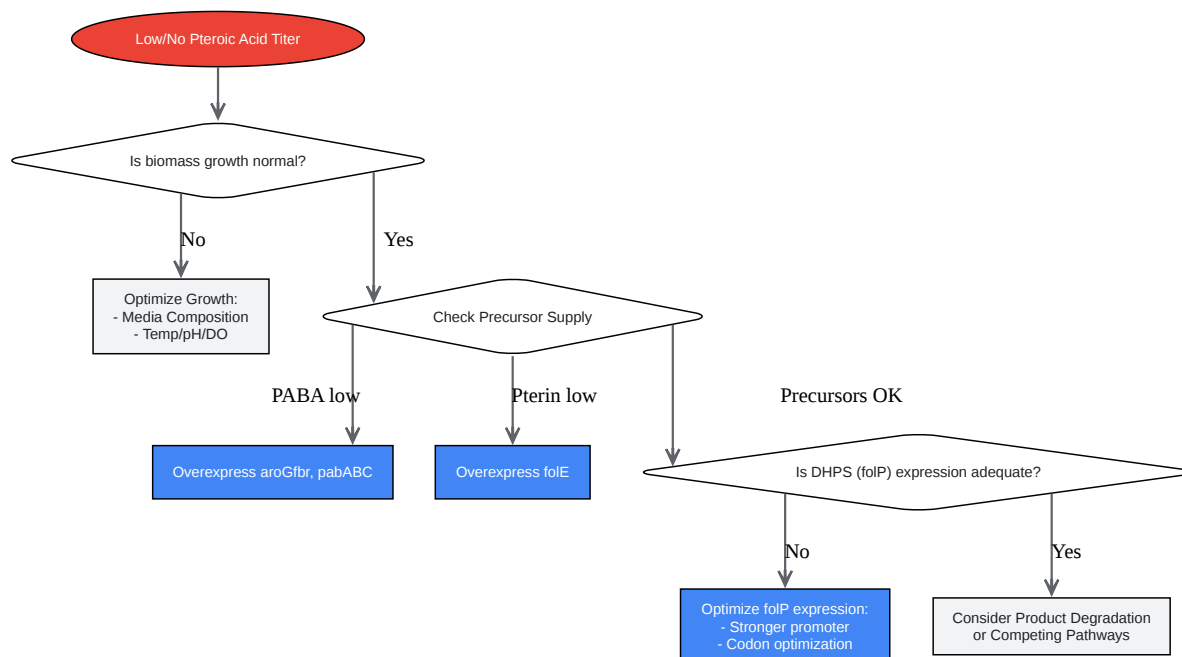 Low/No Pteroic Acid Titer
Is biomass growth normal?
No
Yes
Optimize Growth:
- Media Composition
- Temp/pH/DO
Check Precursor Supply
PABA low
Pterin low
Precursors OK
Overexpress aroGfbr, pabABC
Overexpress folE
Is DHPS (folP) expression adequate?
No
Yes
Optimize folP expression:
- Stronger promoter
- Codon optimization
Consider Product Degradation
or Competing Pathways